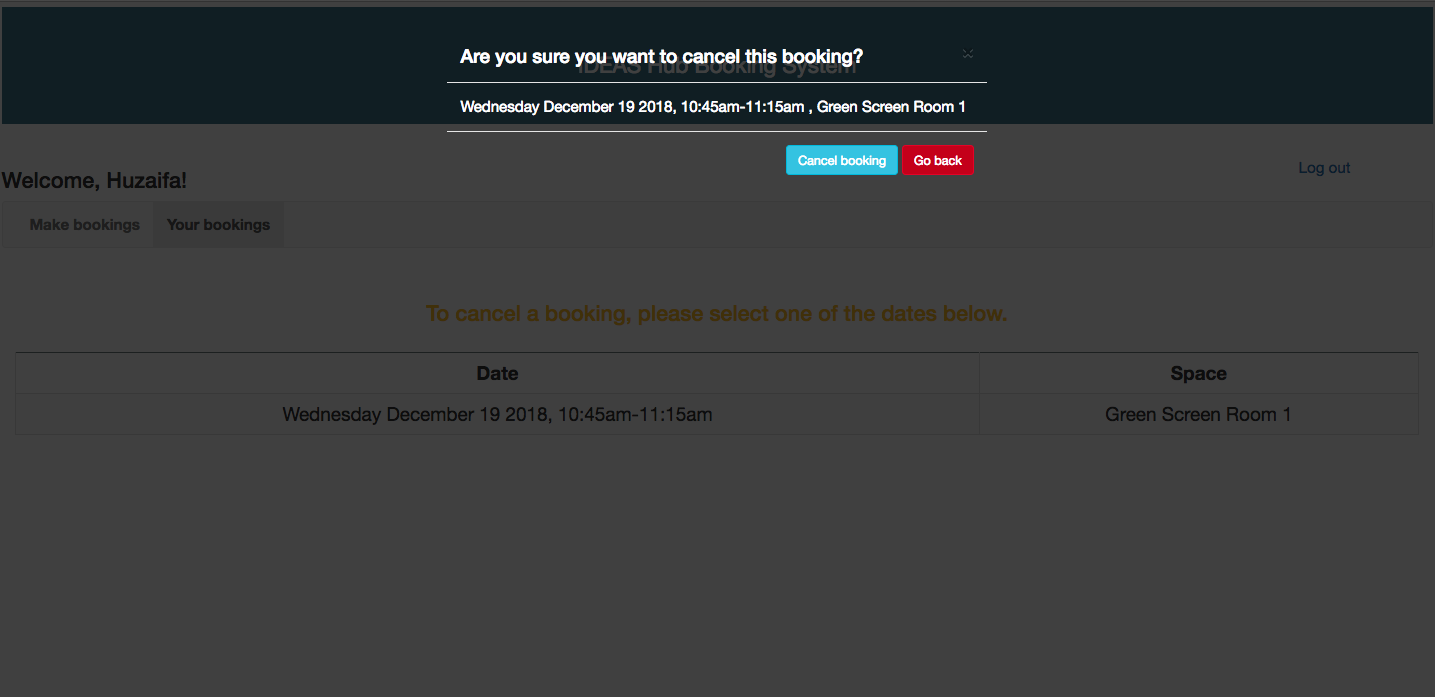 Are you sure you want to cancel this booking? ×
IDEAS Hub Booking System
Wednesday December 19 2018, 10:45am-11:15am , Green Screen Room 1
Cancel booking Go back
Log out
Welcome, Huzaifa!
Make bookings Your bookings
To cancel a booking, please select one of the dates below.
Date Space
Wednesday December 19 2018, 10:45am-11:15am Green Screen Room 1